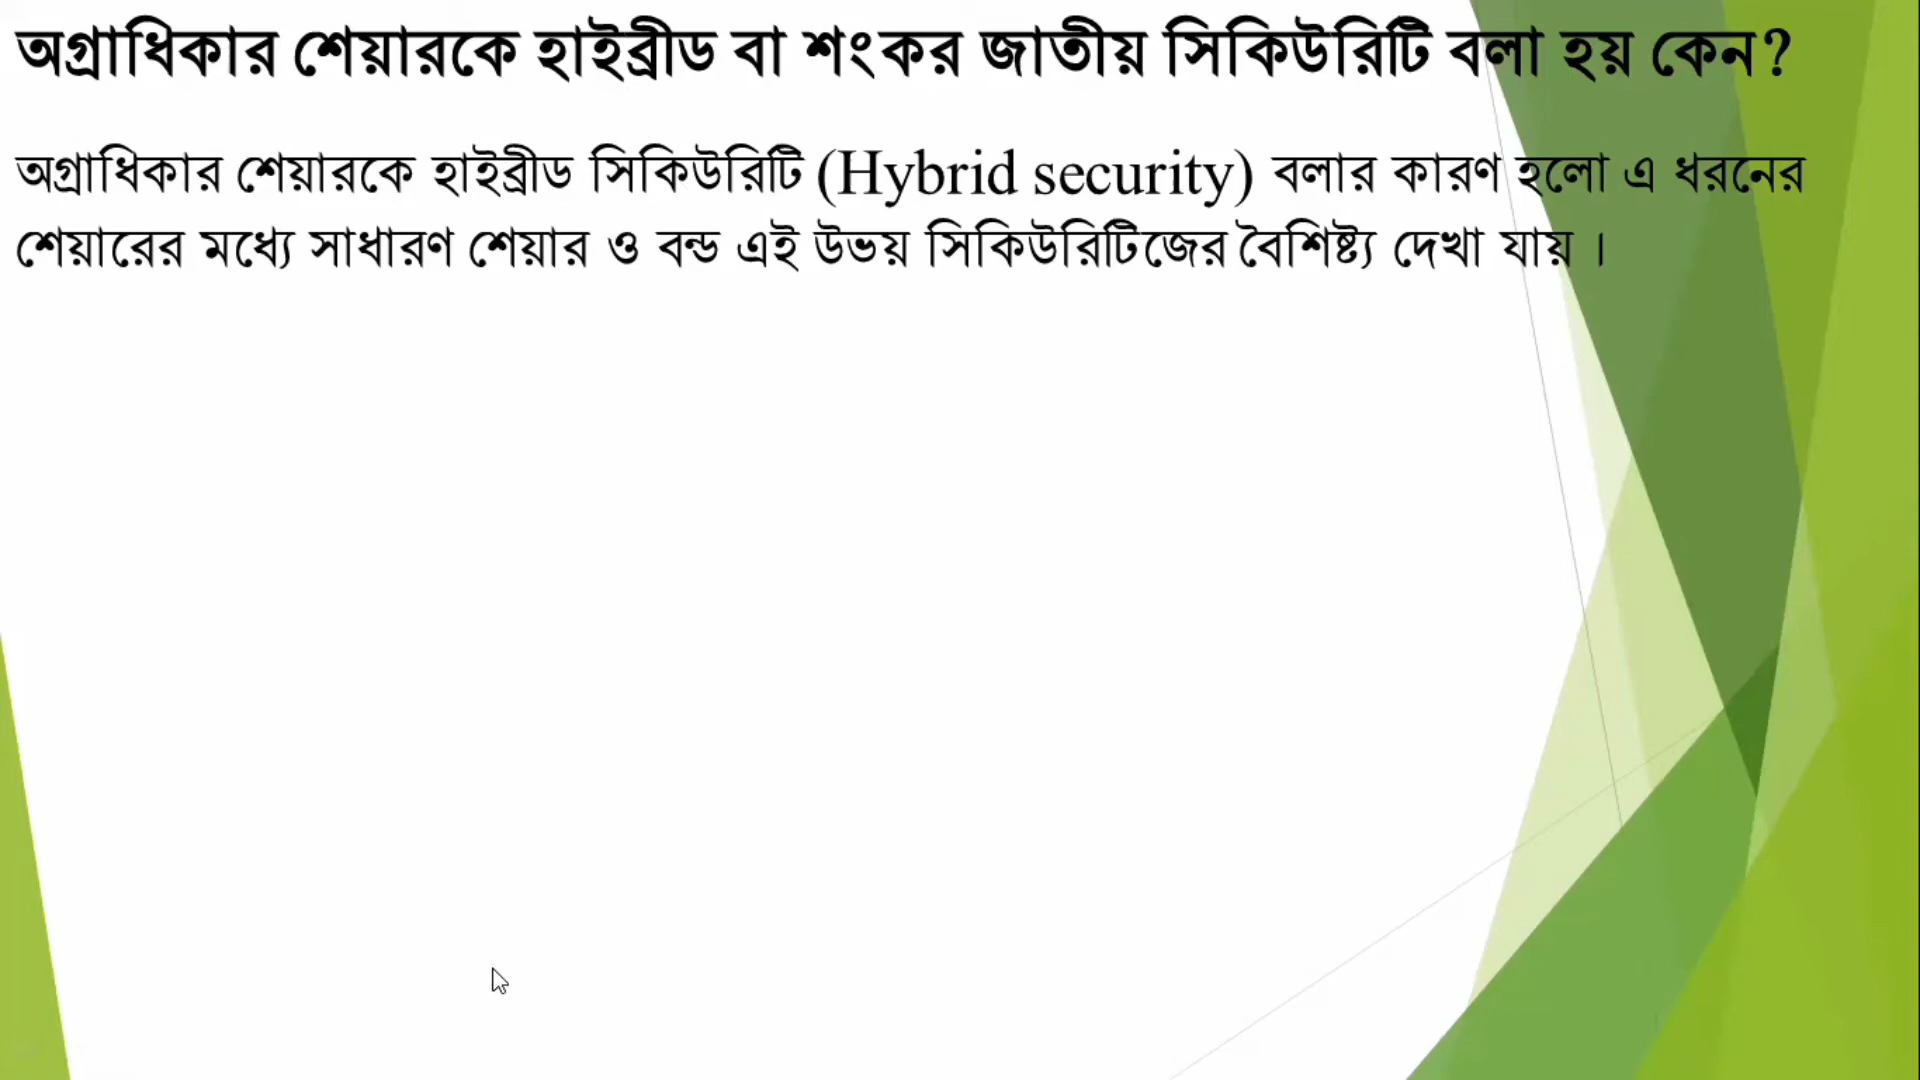 অগ্রাধিকার শেয়ারকে হাইব্রীড বা শংকর জাতীয় সিকিউরিটি বলা হয় কেন?
অগ্রাধিকার শেয়ারকে হাইব্রীড সিকিউরিটি (Hybrid security) বলার কারণ হলো এ ধরনের
শেয়ারের মধ্যে সাধারণ শেয়ার ও বন্ড এই উভয় সিকিউরিটিজের বৈশিষ্ট্য দেখা যায় ।